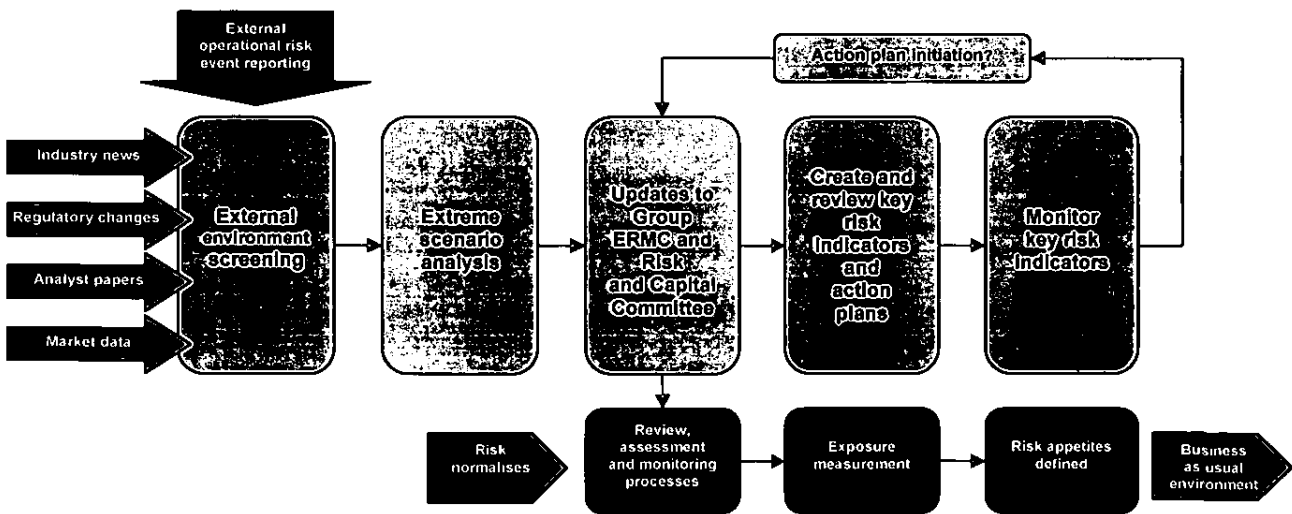 External
operational risk
event reporting
Action plan initiation?
Industry news
Regulatory changes
Analyst papers
Market data
External
environment
screening
Extreme
scenario
analysis
Updates to
Group
ERMC and
Risk
and Capital
Committee
Create and
review key
risk
indicators
and
action
plans
Monitor
key risk
indicators
Risk
normalises
Review,
assessment
and monitoring
processes
Exposure
measurement
Risk appetites
defined
Business
as usual
environment